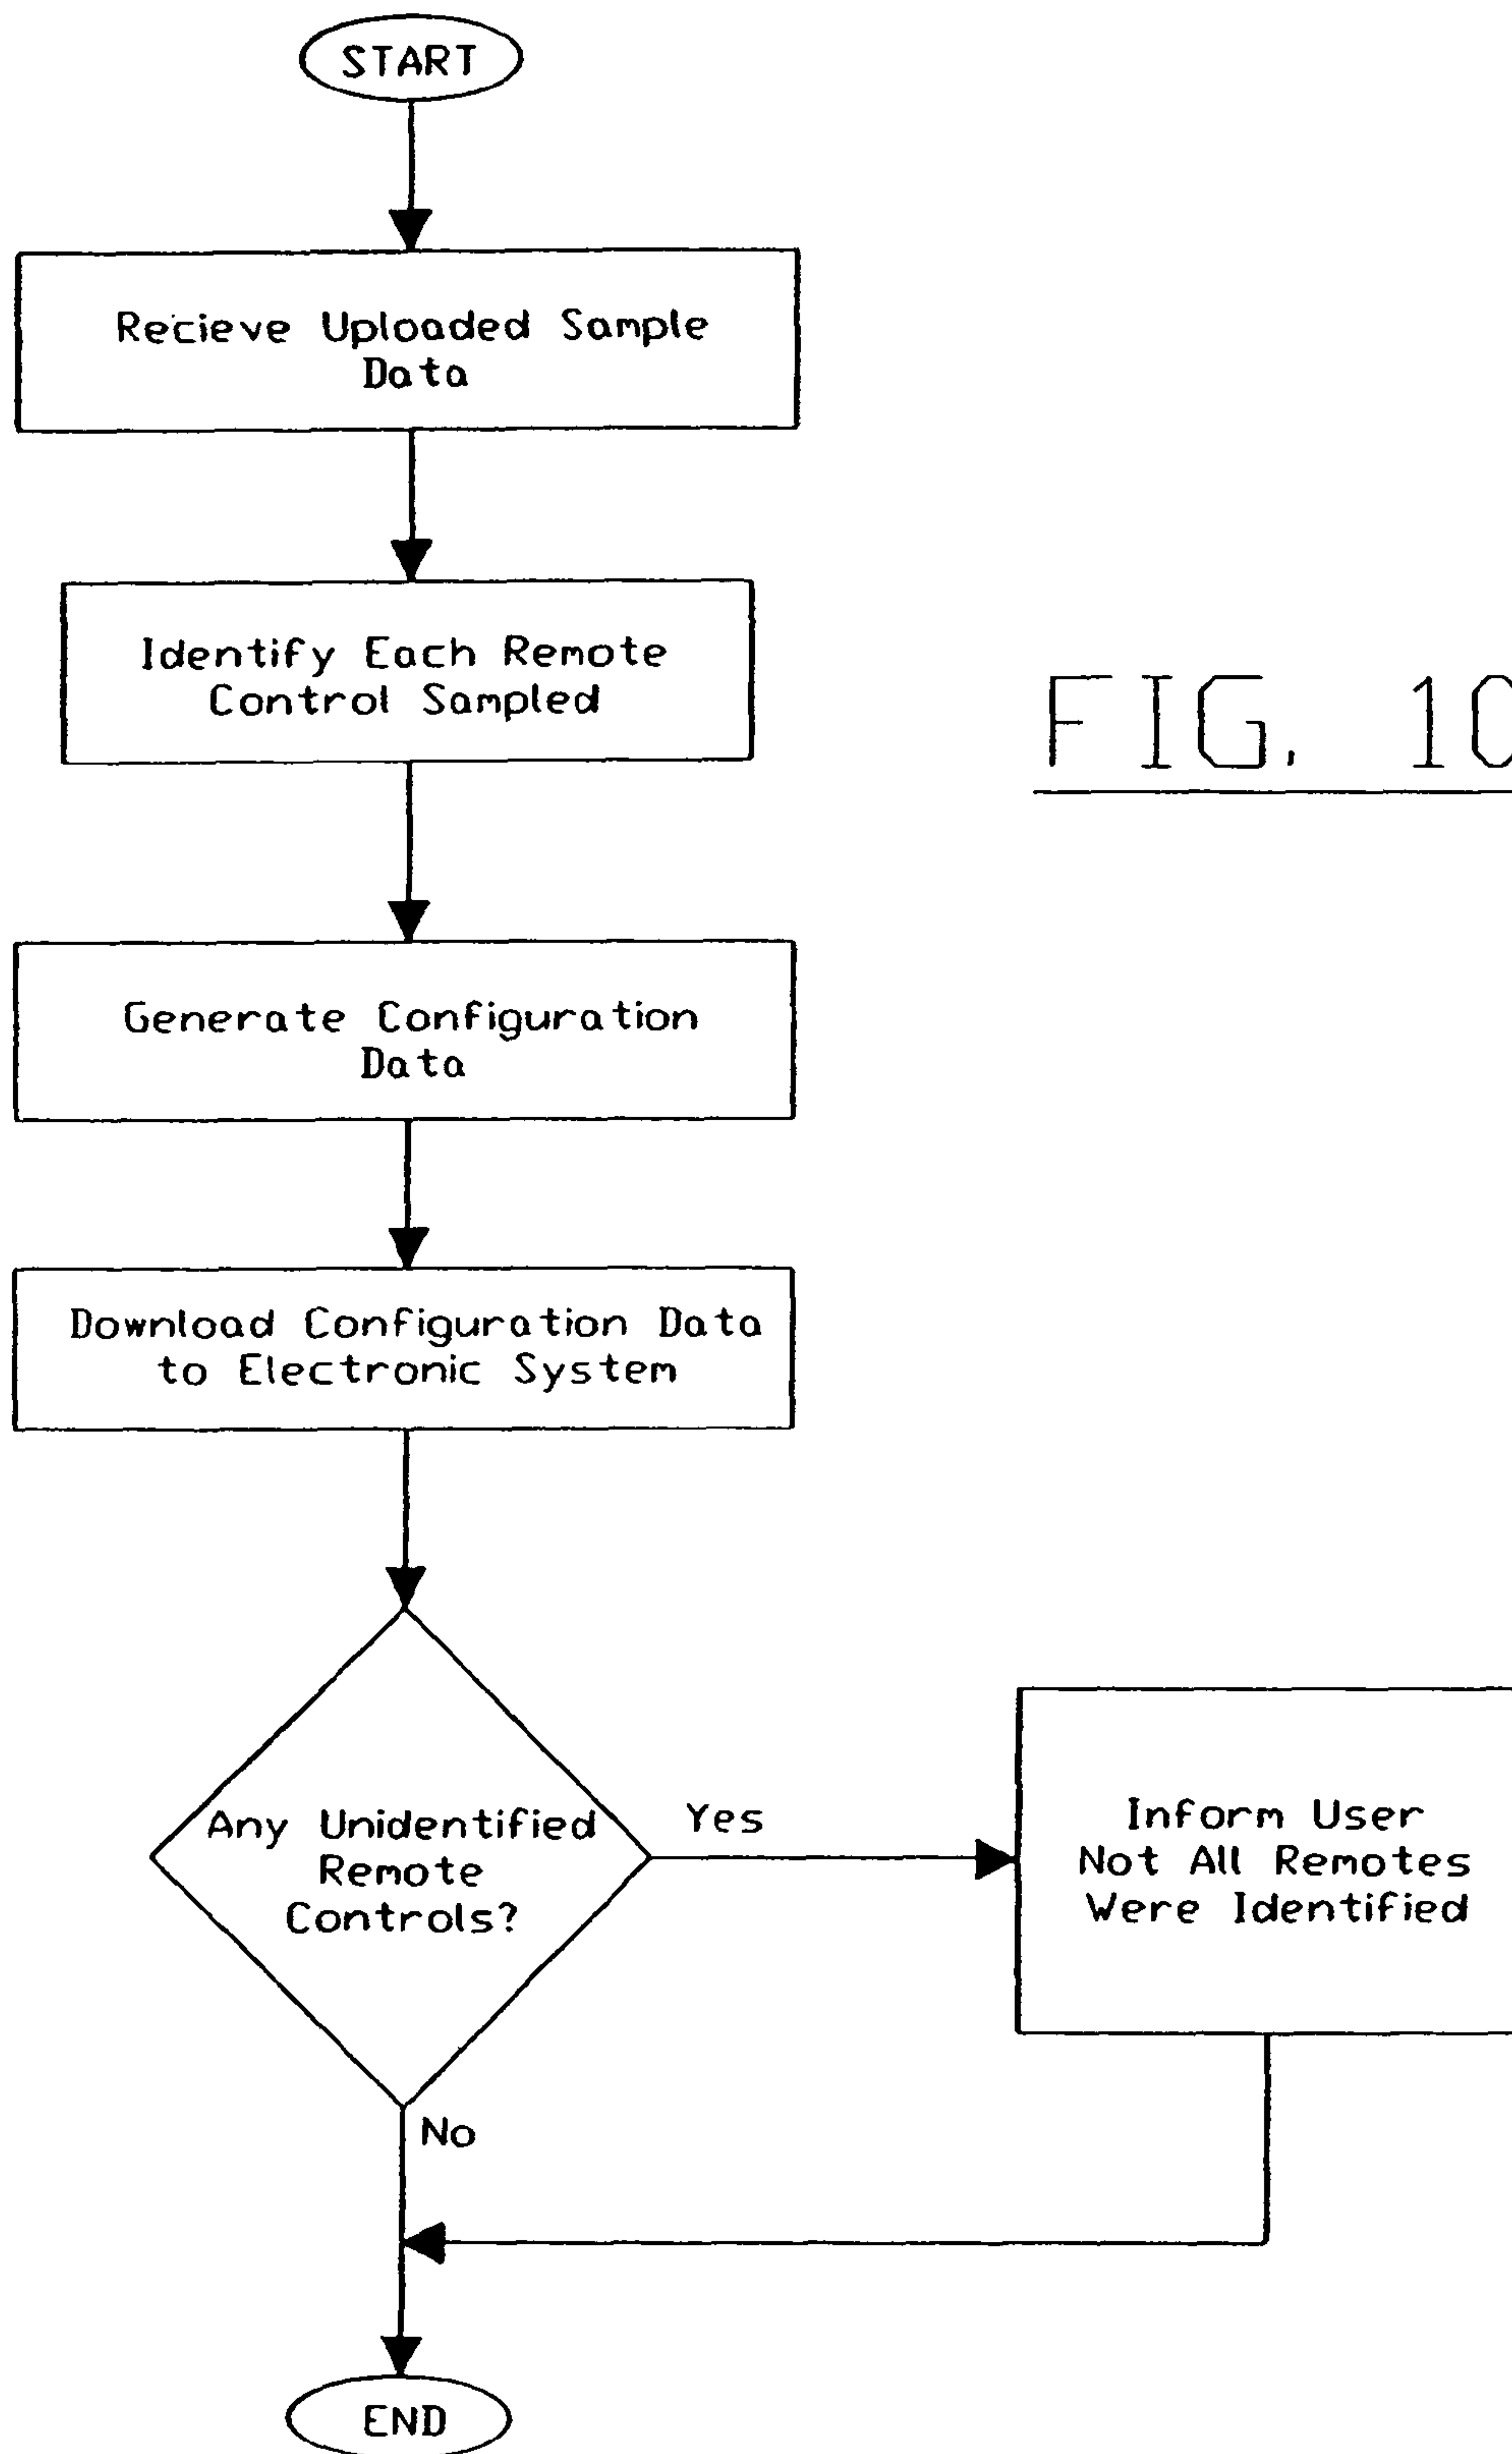 START
Recieve Uploaded Sample
Data
Identify Each Remote
Control Sampled
FIG. 10
Generate Configuration
Data
Download Configuration Data
to Electronic System
Any Unidentified
Remote
Controls?
Yes
Inform User
Not All Remotes
Were Identified
No
END